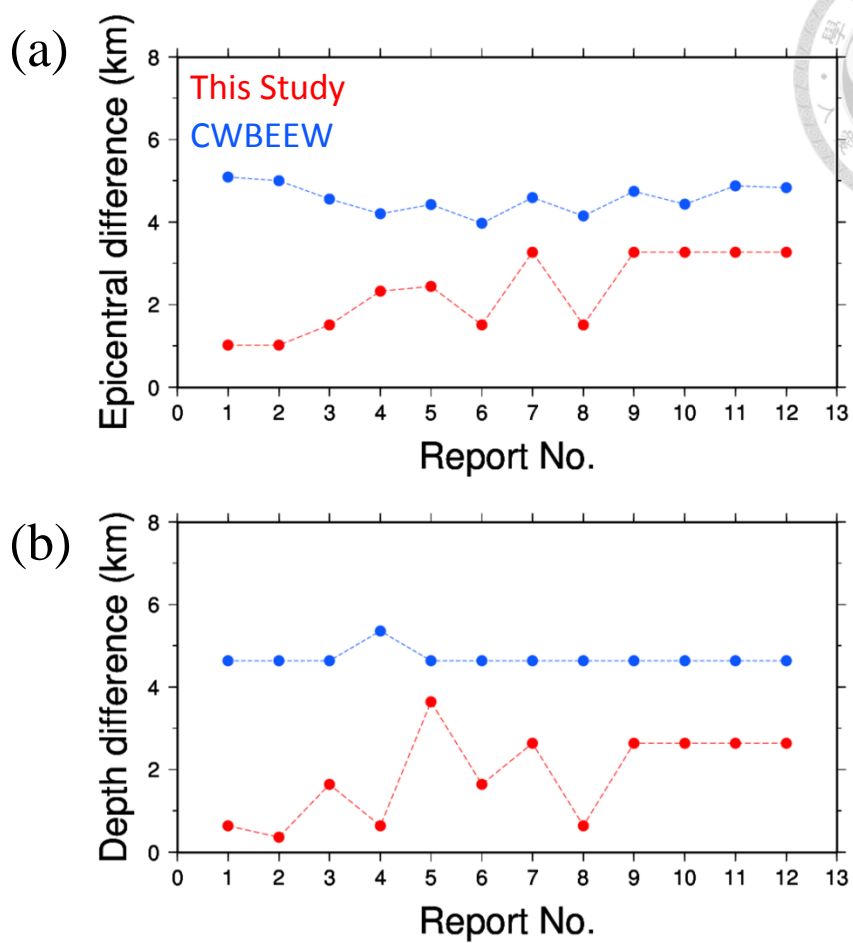 (a)
Epicentral difference (km)
8
6
4
2
0
This Study
CWBEEW
0 1 2 3 4 5 6 7 8 9 10 11 12 13
Report No.
(b)
Depth difference (km)
8
6
4
2
0
0 1 2 3 4 5 6 7 8 9 10 11 12 13
Report No.
學